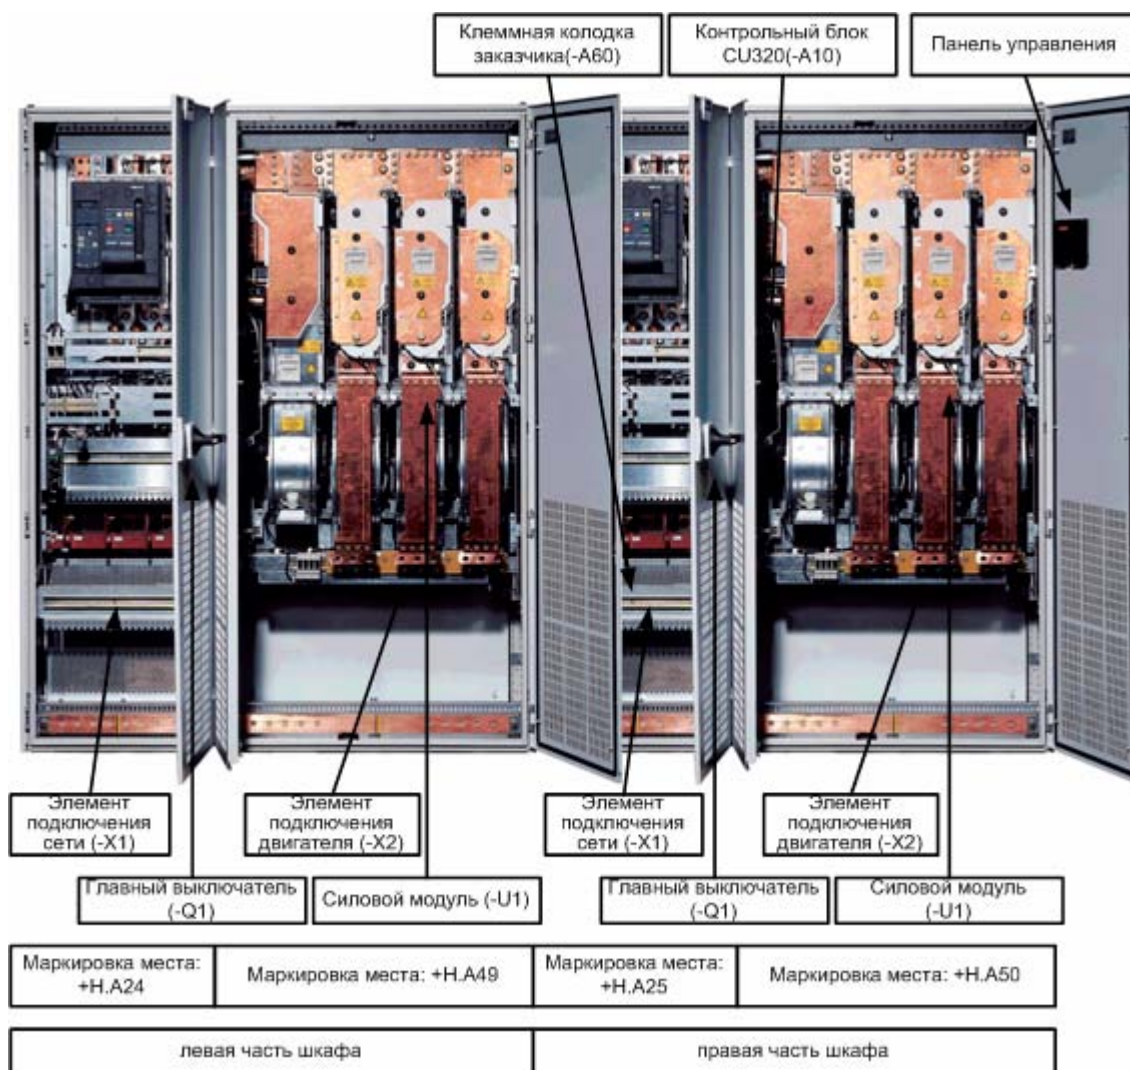 Клеммная колодка
заказчика(-A60)
Контрольный блок
CU320(-A10)
Панель управления
Элемент
подключения
сети (-X1)
Элемент
подключения
двигателя (-X2)
Элемент
подключения
сети (-X1)
Элемент
подключения
двигателя (-X2)
Главный выключатель
(-Q1)
Силовой модуль (-U1)
Главный выключатель
(-Q1)
Силовой модуль
(-U1)
Маркировка места:
+H.A24
Маркировка места: +H.A49
Маркировка места:
+H.A25
Маркировка места: +H.A50
левая часть шкафа
правая часть шкафа